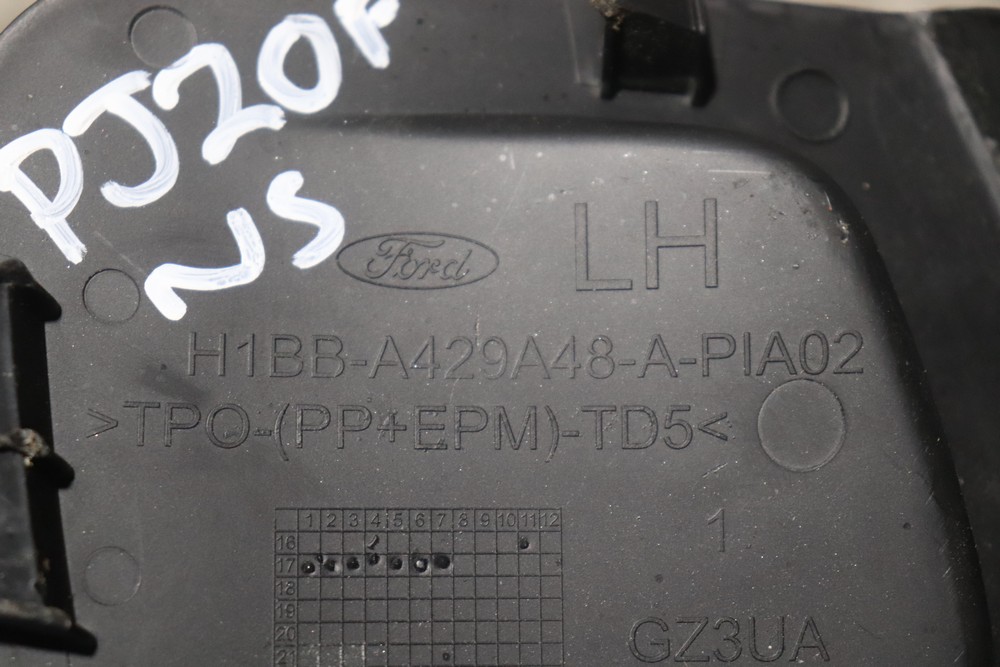 PJ70F
NS
Ford
LH
H1BB-A429A48-A-PIA02
>TPO-(PP+EPM)-TD5<
1 2 3 4 5 6 7 8 9 10 11 12
16
17
18
19
20
21
1
GZ3UA